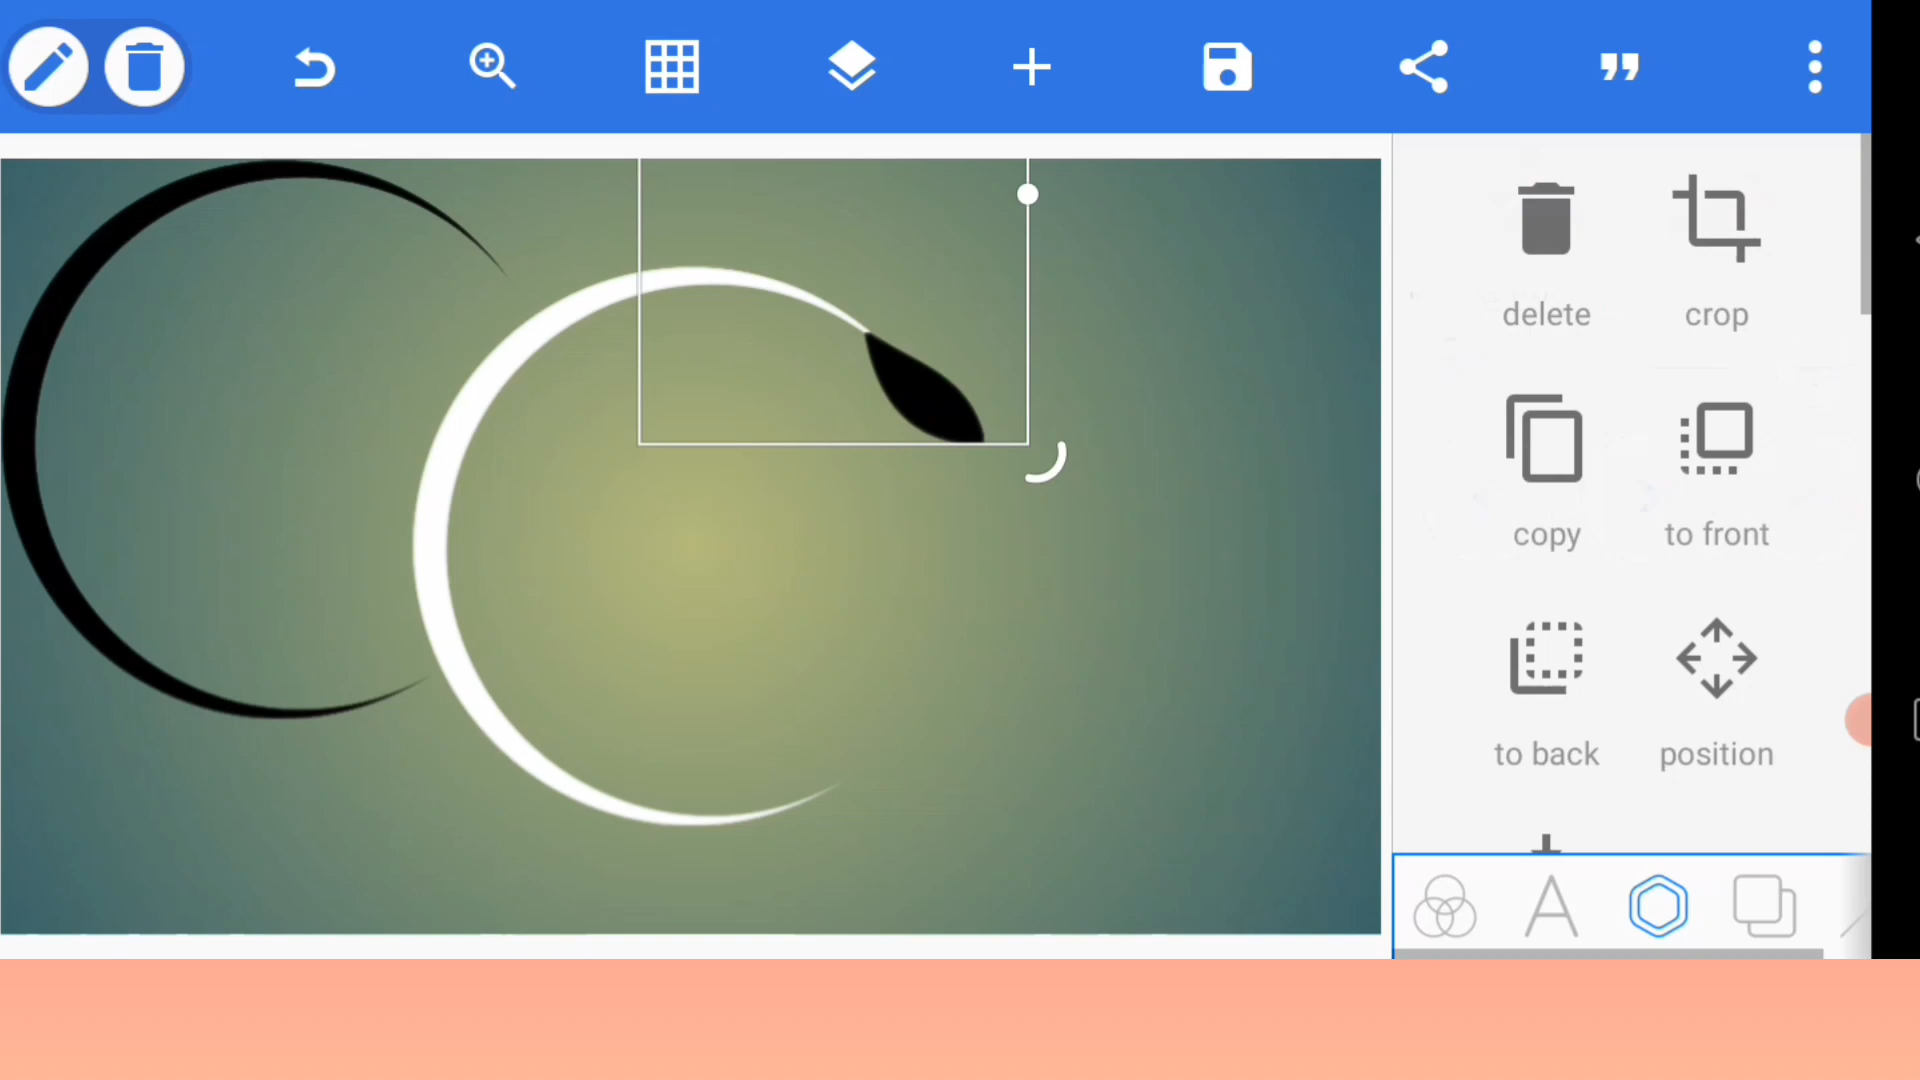 delete
crop
copy
to front
to back
position